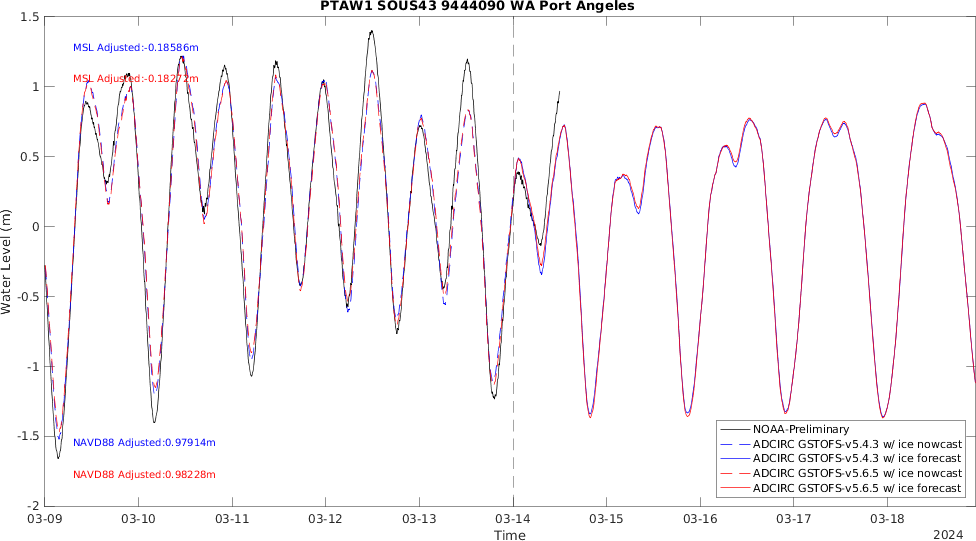 PTAW1 SOUS43 9444090 WA Port Angeles
1.5
1
0.5
0
-0.5
-1
-1.5
-2
Water Level (m)
MSL Adjusted:-0.18586m
MSL Adjusted:-0.18272m
NAVD88 Adjusted:0.97914m
NAVD88 Adjusted:0.98228m
NOAA-Preliminary
ADCIRC GSTOFS-v5.4.3 w/ ice nowcast
ADCIRC GSTOFS-v5.4.3 w/ ice forecast
ADCIRC GSTOFS-v5.6.5 w/ ice nowcast
ADCIRC GSTOFS-v5.6.5 w/ ice forecast
03-09 03-10 03-11 03-12 03-13 03-14 03-15 03-16 03-17 03-18
Time
2024